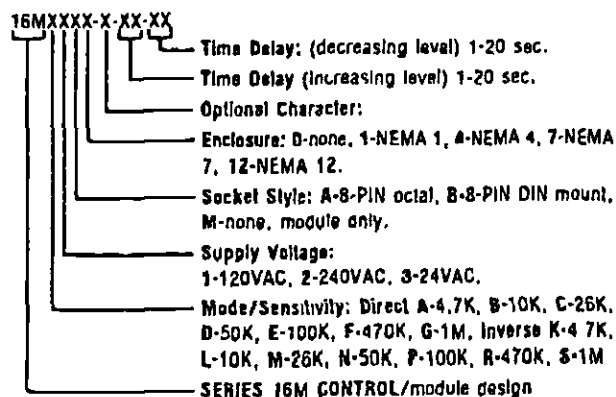 16MXXXX-X-XX-XX
Time Delay: (decreasing level) 1-20 sec.
Time Delay (increasing level) 1-20 sec.
Optional Character:
Enclosure: 0-none, 1-NEMA 1, 4-NEMA 4, 7-NEMA
7, 12-NEMA 12.
Socket Style: A-8-PIN octal, B-8-PIN DIN mount,
M-none, module only.
Supply Voltage:
1-120VAC, 2-240VAC, 3-24VAC.
Mode/Sensitivity: Direct A-4.7K, B-10K, C-26K,
D-50K, E-100K, F-470K, G-1M, Inverse K-4 7K,
L-10K, M-26K, N-50K, P-100K, R-470K, S-1M
SERIES 16M CONTROL/module design